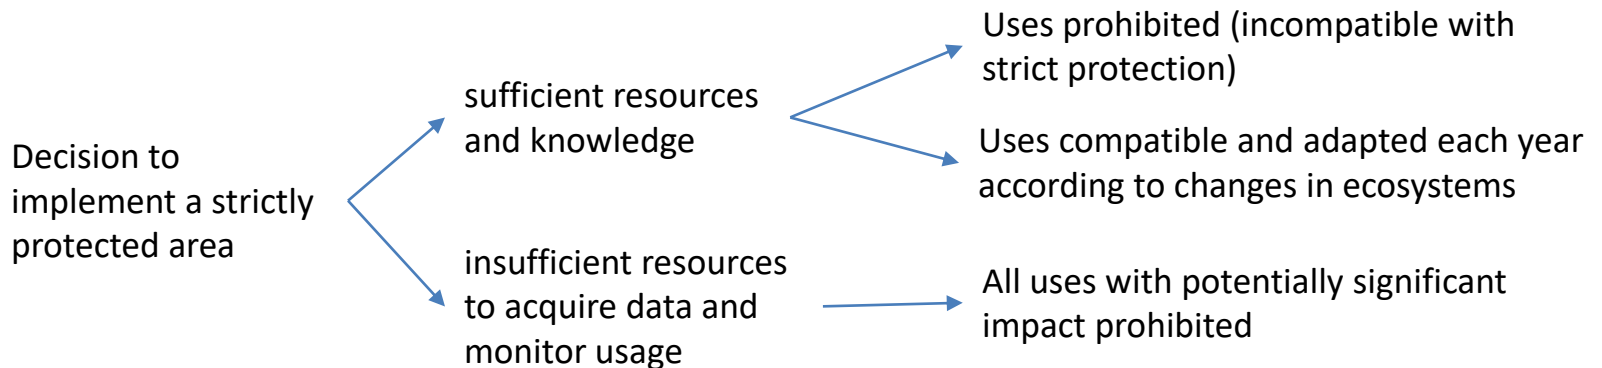 Decision to
implement a strictly
protected area
sufficient resources
and knowledge
Uses prohibited (incompatible with
strict protection)
Uses compatible and adapted each year
according to changes in ecosystems
insufficient resources
to acquire data and
monitor usage
All uses with potentially significant
impact prohibited